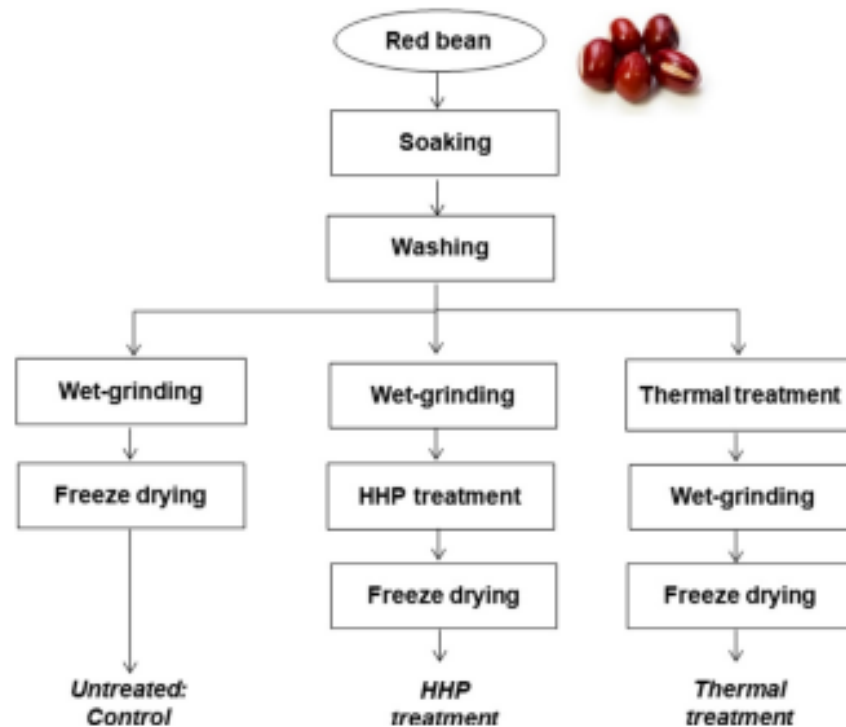 Red bean
Soaking
Washing
Wet-grinding
Wet-grinding
Thermal treatment
Freeze drying
HHP treatment
Wet-grinding
Freeze drying
Freeze drying
Untreated:
Control
HHP
treatment
Thermal
treatment